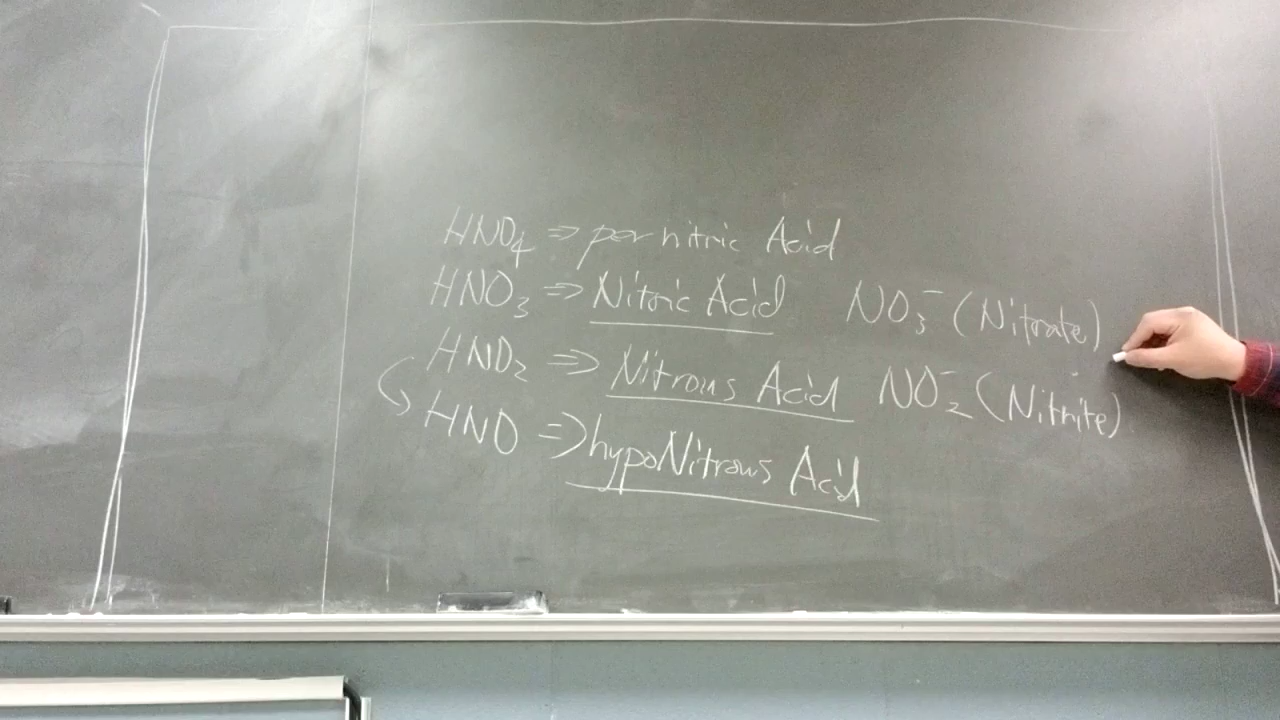 HNO₄ ⇒ per nitric Acid
HNO₃ ⇒ Nitric Acid NO₃⁻ (Nitrate)
HNO₂ ⇒ Nitrous Acid NO₂⁻ (Nitrite)
HNO ⇒ hypoNitrous Acid